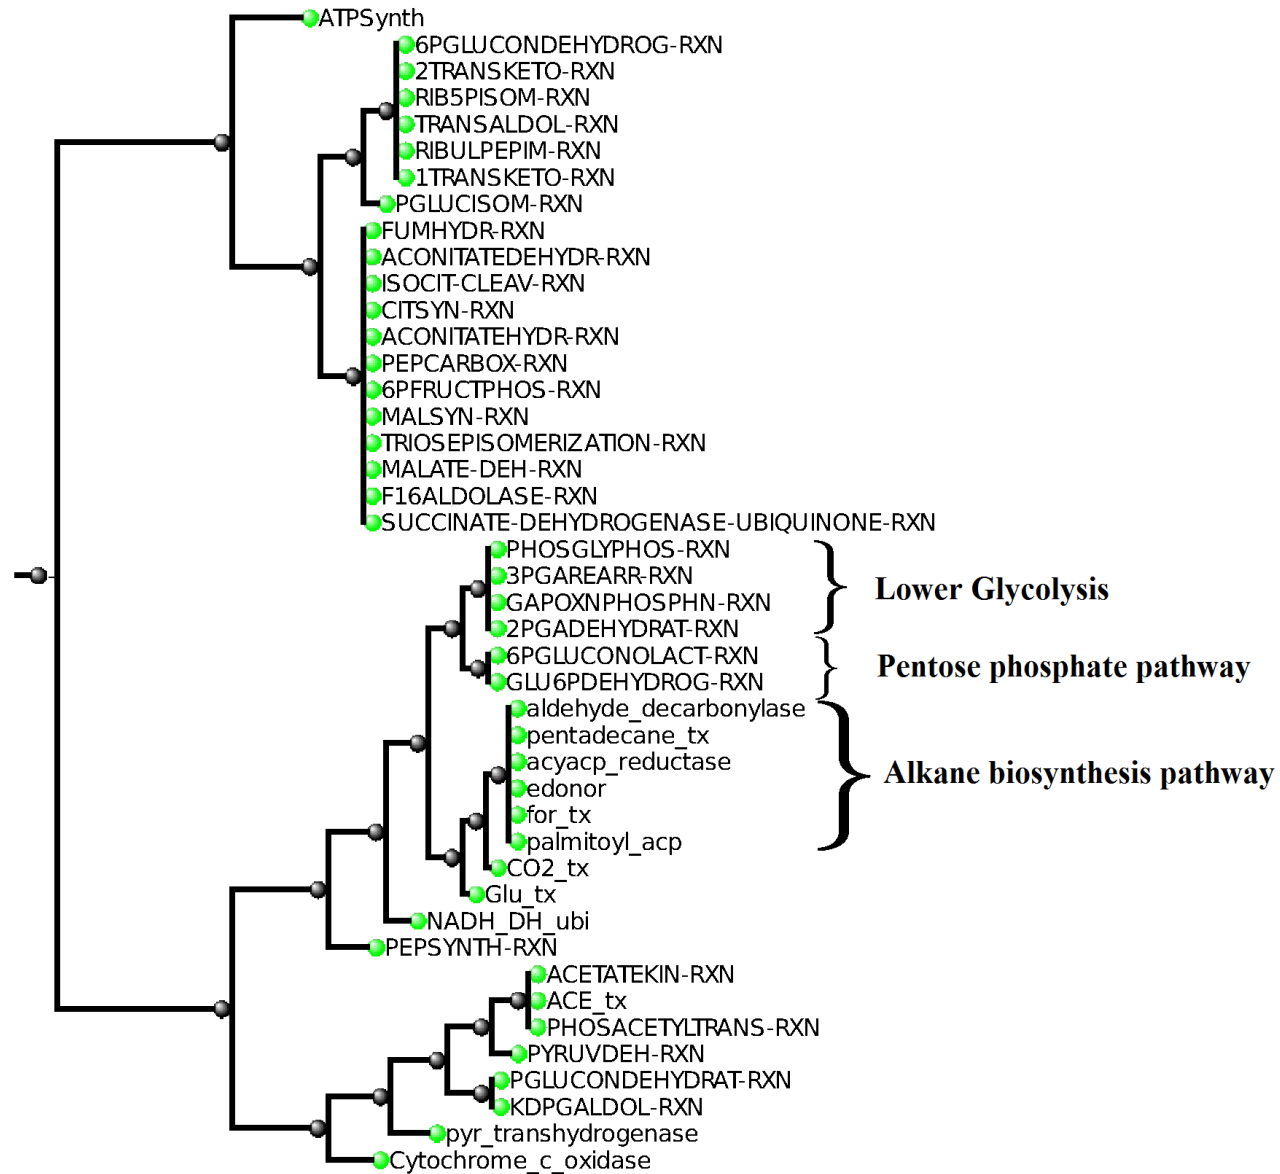 ATPSynth
6PGLUCONDEHYDROG-RXN
2TRANSKETO-RXN
RIB5PISOM-RXN
TRANSALDOL-RXN
RIBULPEPIM-RXN
1TRANSKETO-RXN
PGLUCISOM-RXN
FUMHYDR-RXN
ACONITATEDEHYDR-RXN
ISOCIT-CLEAV-RXN
CITSYN-RXN
ACONITATEHYDR-RXN
PEPCARBOX-RXN
6PFRUCTPHOS-RXN
MALSYN-RXN
TRIOSEPISOMERIZATION-RXN
MALATE-DEH-RXN
F16ALDOLASE-RXN
SUCCINATE-DEHYDROGENASE-UBIQUINONE-RXN
PHOSGLYPHOS-RXN
3PGAREARR-RXN
GAPOXNPHOSPHN-RXN
2PGADEHYDRAT-RXN
Lower Glycolysis
6PGLUCONOLACT-RXN
GLU6PDEHYDROG-RXN
Pentose phosphate pathway
aldehyde_decarbonylase
pentadecane_tx
acyacp_reductase
edonor
for_tx
palmitoyl_acp
Alkane biosynthesis pathway
CO2_tx
Glu_tx
NADH_DH_ubi
PEPSYNTH-RXN
ACETATEKIN-RXN
ACE_tx
PHOSACETYLTRANS-RXN
PYRUVDEH-RXN
PGLUCONDEHYDRAT-RXN
KDPGALDOL-RXN
pyr_transhydrogenase
Cytochrome_c_oxidase